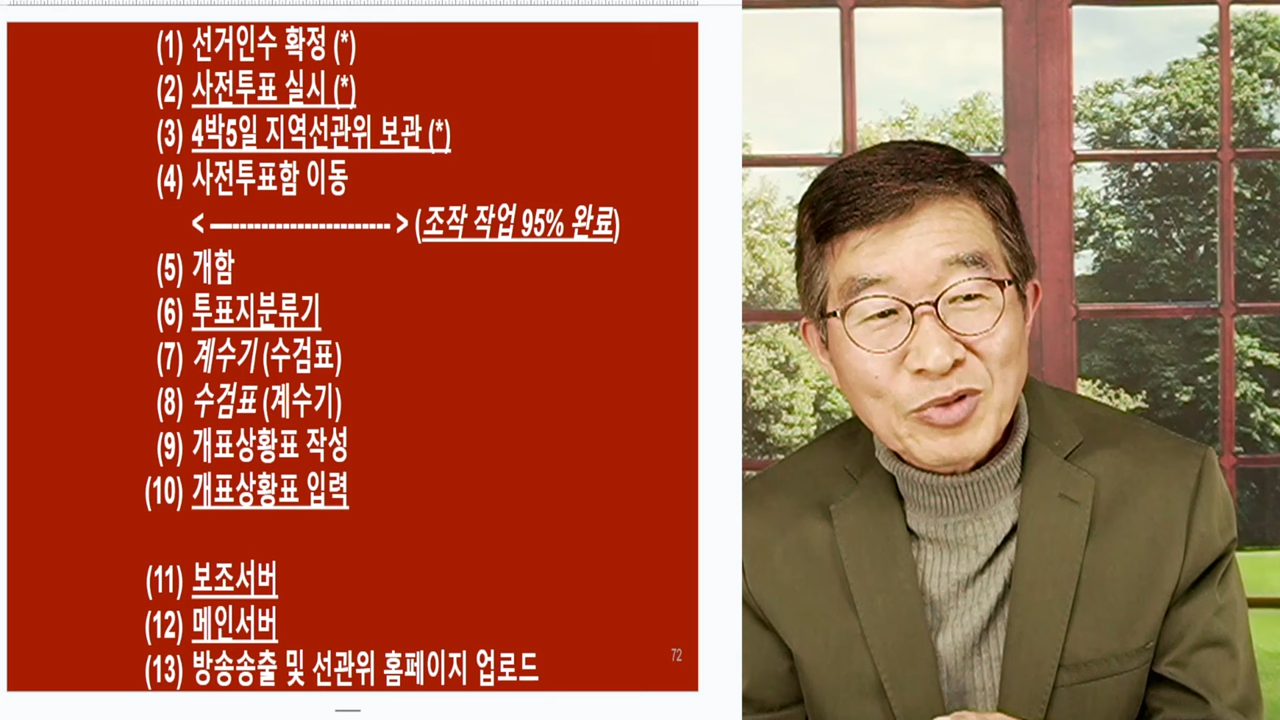 (1) 선거인수 확정 (*)
(2) 사전투표 실시 (*)
(3) 4박5일 지역선관위 보관 (*)
(4) 사전투표함 이동
< ------------------------ > (조작 작업 95% 완료)
(5) 개함
(6) 투표지분류기
(7) 계수기 (수검표)
(8) 수검표 (계수기)
(9) 개표상황표 작성
(10) 개표상황표 입력
(11) 보조서버
(12) 메인서버
(13) 방송송출 및 선관위 홈페이지 업로드
72